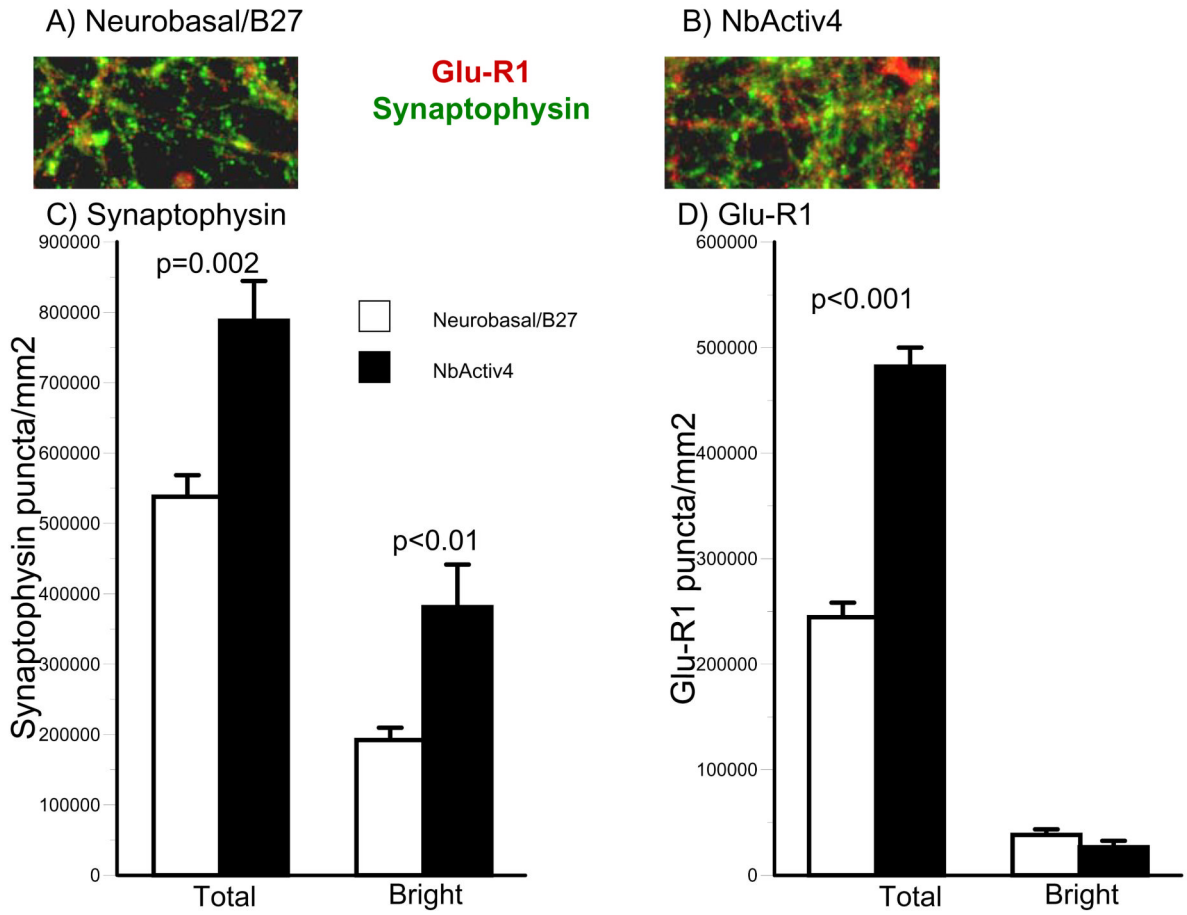 A) Neurobasal/B27
B) NbActiv4
Glu-R1
Synaptophysin
C) Synaptophysin
Synaptophysin puncta/mm2
900000
800000
700000
600000
500000
400000
300000
200000
100000
0
p=0.002
p<0.01
Neurobasal/B27
NbActiv4
Total
Bright
D) Glu-R1
Glu-R1 puncta/mm2
600000
500000
400000
300000
200000
100000
0
p<0.001
Total
Bright